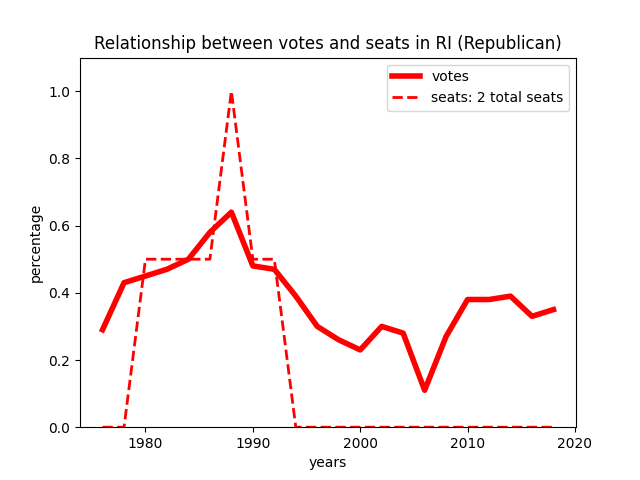 Relationship between votes and seats in RI (Republican)
votes
seats: 2 total seats
percentage
1.0
0.8
0.6
0.4
0.2
0.0
1980 1990 2000 2010 2020
years